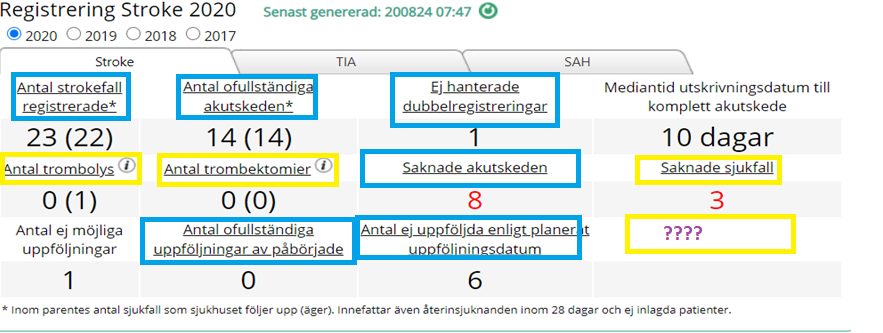 Registrering Stroke 2020 Senast genererad: 200824 07:47
2020 2019 2018 2017
Stroke TIA SAH
Antal strokefall registrerade* Antal ofullständiga akutskeden* Ej hanterade dubbelregistreringar Mediantid utskrivningsdatum till komplett akutskede
23 (22) 14 (14) 1 10 dagar
Antal trombolys i Antal trombektomier i Saknade akutskeden Saknade sjukfall
0 (1) 0 (0) 8 3
Antal ej möjliga uppföljningar Antal ofullständiga uppföljningar av påbörjade Antal ej uppföljda enligt planerat uppföljningsdatum ????
1 0 6
* Inom parentes antal sjukfall som sjukhuset följer upp (äger). Innefattar även återinsjuknanden inom 28 dagar och ej inlagda patienter.